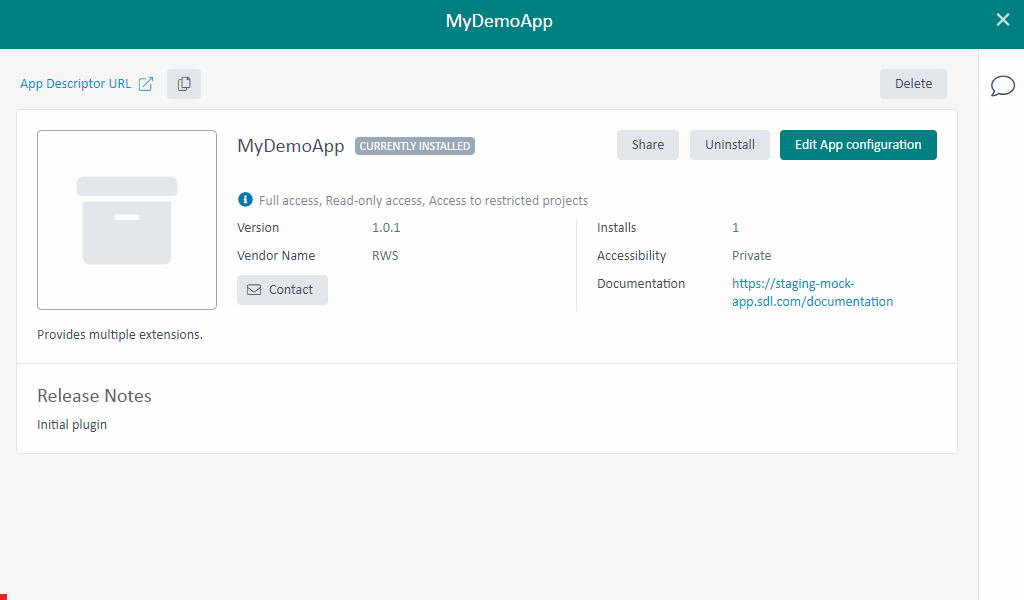 MyDemoApp
App Descriptor URL
Delete
MyDemoApp CURRENTLY INSTALLED
Share Uninstall Edit App configuration
Full access, Read-only access, Access to restricted projects
Version 1.0.1
Vendor Name RWS
Contact
Installs 1
Accessibility Private
Documentation https://staging-mock-
app.sdl.com/documentation
Provides multiple extensions.
Release Notes
Initial plugin